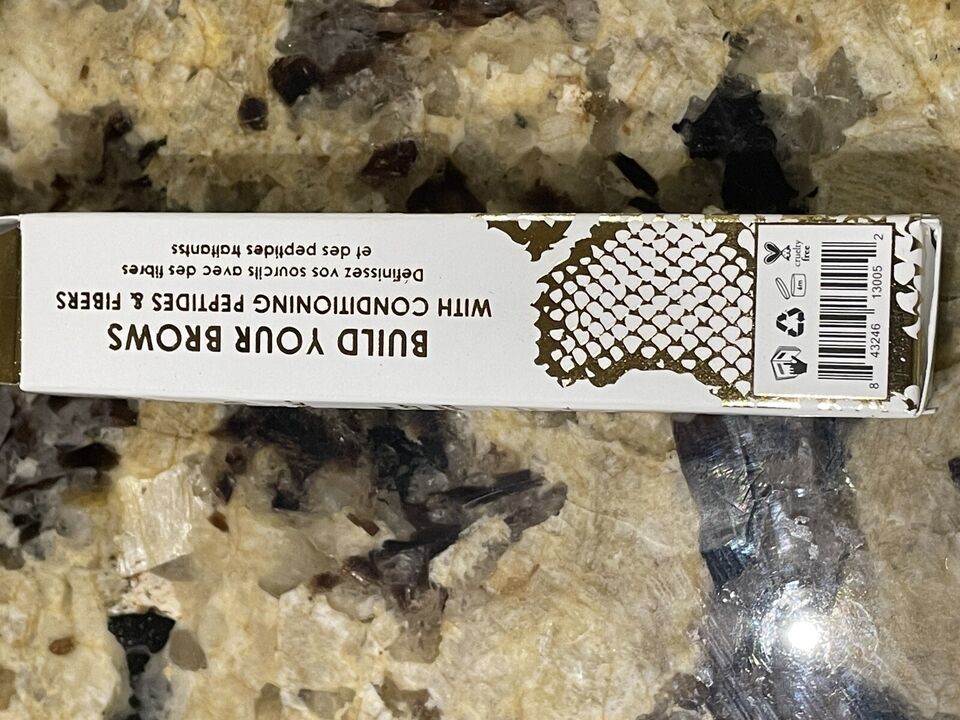 BUILD YOUR BROWS
WITH CONDITIONING PEPTIDES & FIBERS
Définissez vos sourcils avec des fibres
et des peptides traitants
cruelty
free
6m
8 43246 13005 2